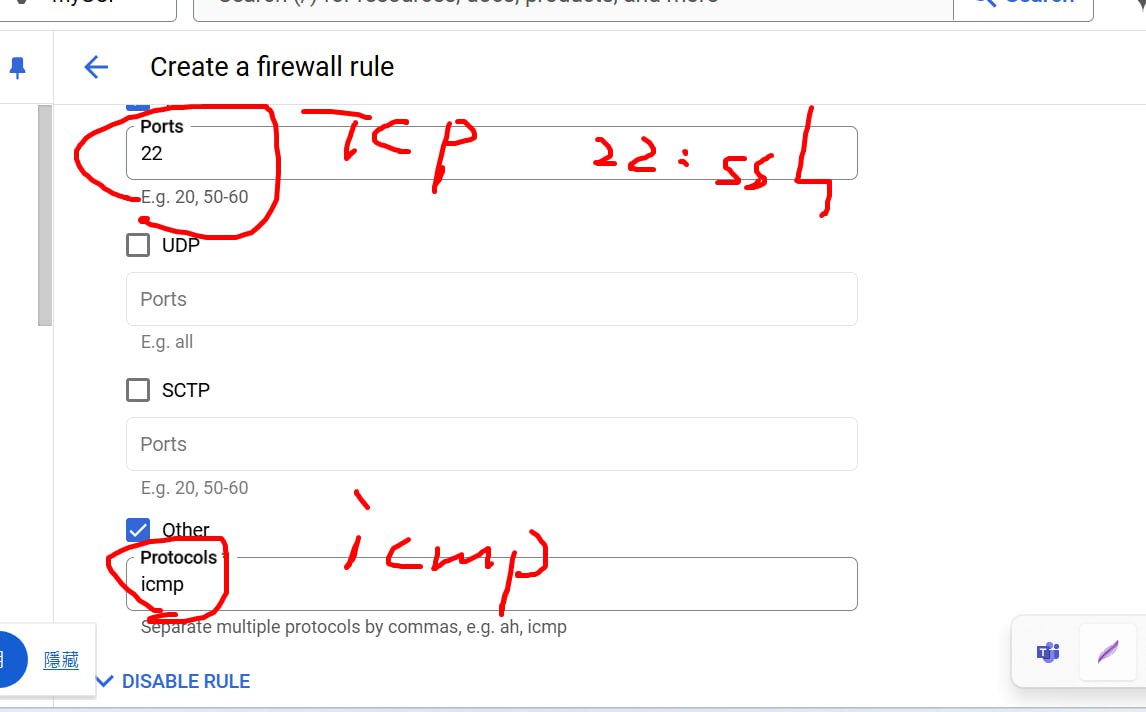 Create a firewall rule
Ports
22
TCP
22: ssh
E.g. 20, 50-60
UDP
Ports
E.g. all
SCTP
Ports
E.g. 20, 50-60
Other
Protocols
icmp
icmp
Separate multiple protocols by commas, e.g. ah, icmp
隱藏
DISABLE RULE